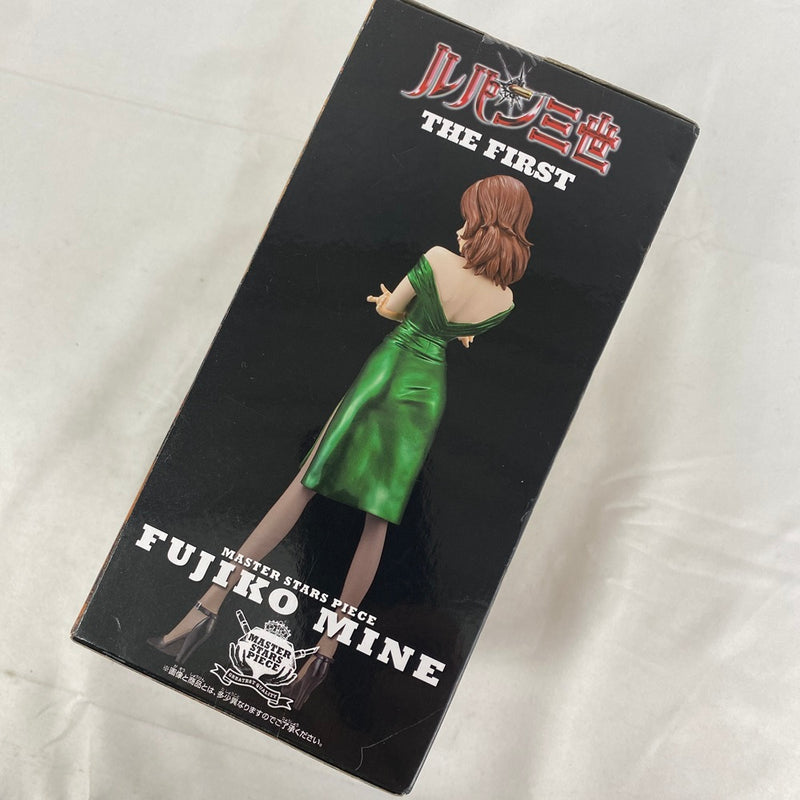 ルパン三世
THE FIRST
MASTER STARS PIECE
FUJIKO MINE
MASTER
STARS
PIECE
GREATEST QUALITY
※画像と商品とは、多少異なりますのでご了承ください。